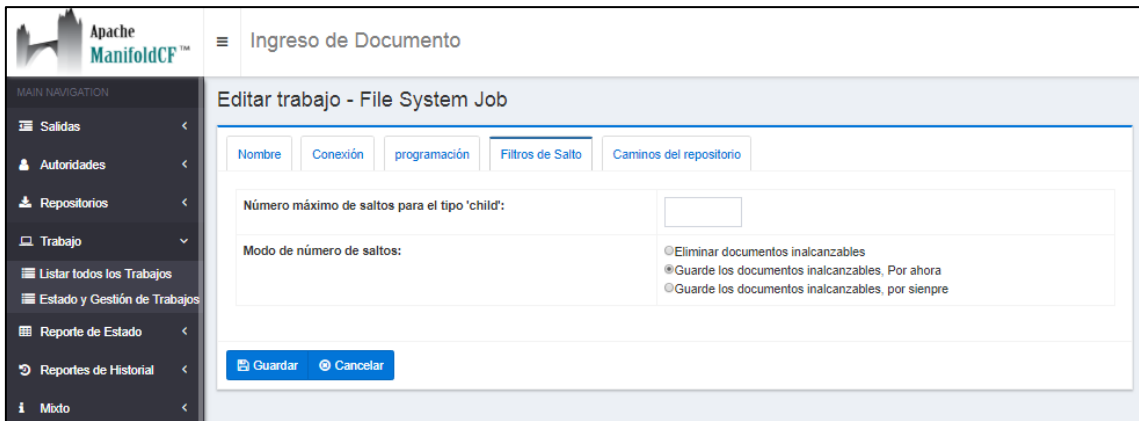 Apache
ManifoldCF™
Ingreso de Documento
MAIN NAVIGATION
Salidas
Autoridades
Repositorios
Trabajo
Listar todos los Trabajos
Estado y Gestión de Trabajos
Reporte de Estado
Reportes de Historial
Mixto
Editar trabajo - File System Job
Nombre
Conexión
programación
Filtros de Salto
Caminos del repositorio
Número máximo de saltos para el tipo 'child':
Modo de número de saltos:
Eliminar documentos inalcanzables
Guarde los documentos inalcanzables, Por ahora
Guarde los documentos inalcanzables, por sienpre
Guardar
Cancelar